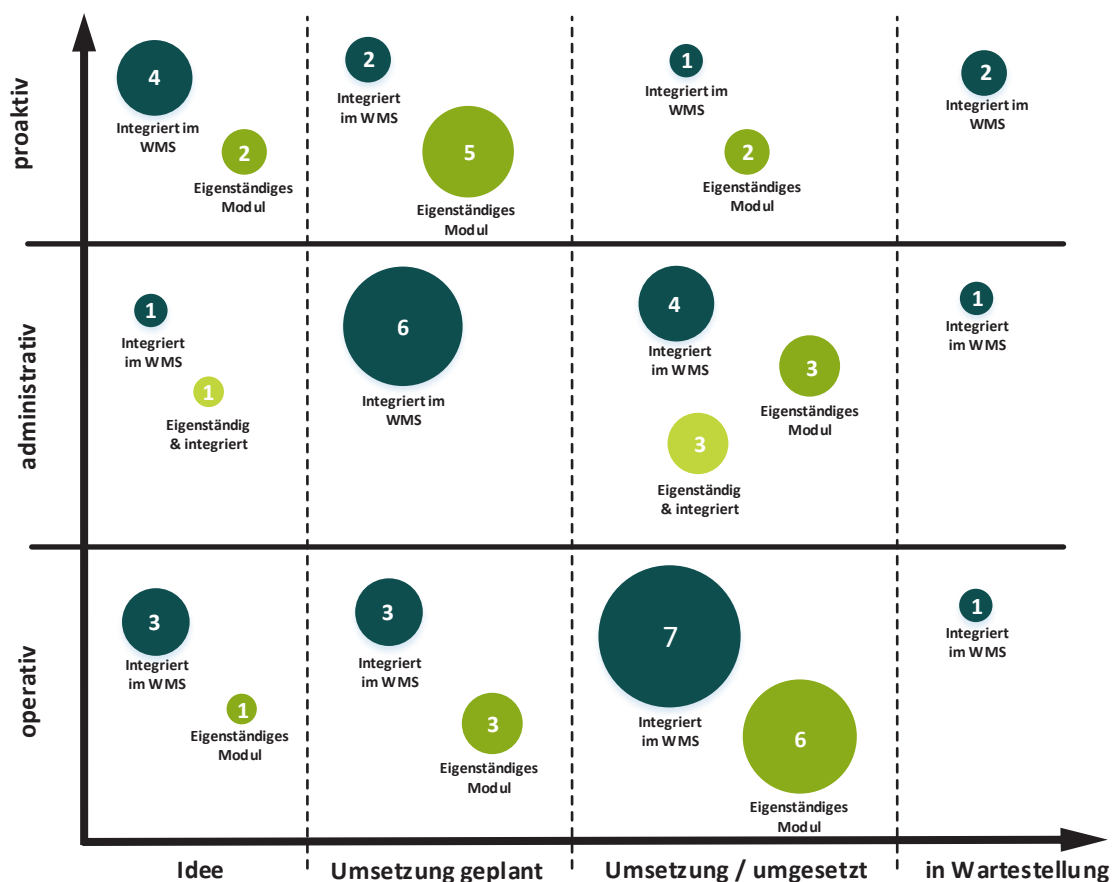 proaktiv
4
Integriert im
WMS
2
Eigenständiges
Modul
2
Integriert
im WMS
5
Eigenständiges
Modul
1
Integriert im
WMS
2
Eigenständiges
Modul
2
Integriert im
WMS
administrativ
1
Integriert
im WMS
1
Eigenständig
& integriert
6
Integriert im
WMS
4
Integriert
im WMS
3
Eigenständiges
Modul
3
Eigenständig
& integriert
1
Integriert
im WMS
operativ
3
Integriert
im WMS
1
Eigenständiges
Modul
3
Integriert
im WMS
3
Eigenständiges
Modul
7
Integriert
im WMS
6
Eigenständiges
Modul
1
Integriert
im WMS
Idee
Umsetzung geplant
Umsetzung / umgesetzt
in Wartestellung